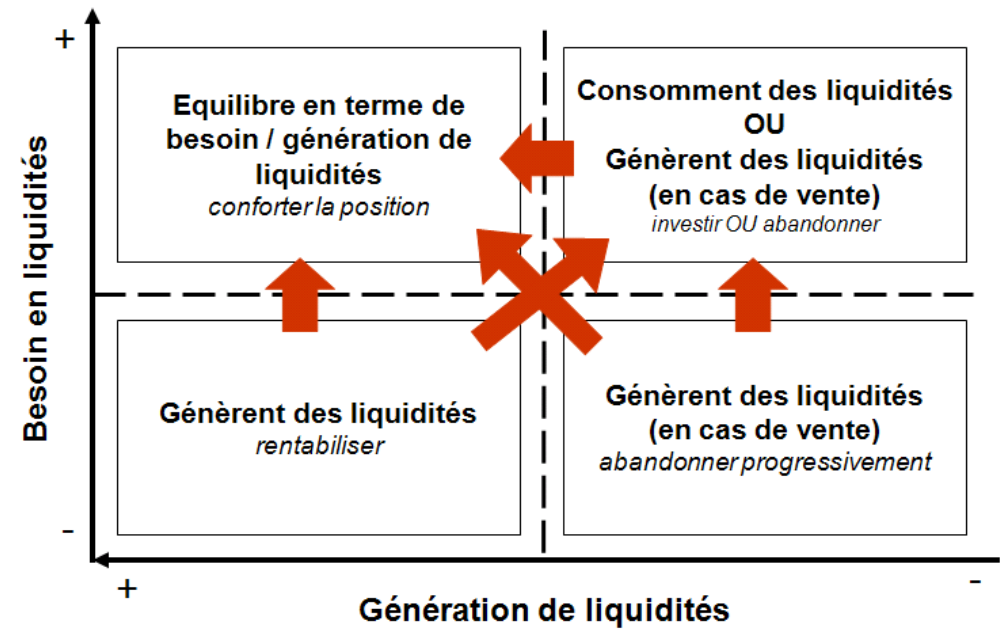 +
Besoin en liquidités
-
Equilibre en terme de
besoin / génération de
liquidités
conforter la position
Consomment des liquidités
OU
Génèrent des liquidités
(en cas de vente)
investir OU abandonner
Génèrent des liquidités
rentabiliser
Génèrent des liquidités
(en cas de vente)
abandonner progressivement
+
-
Génération de liquidités